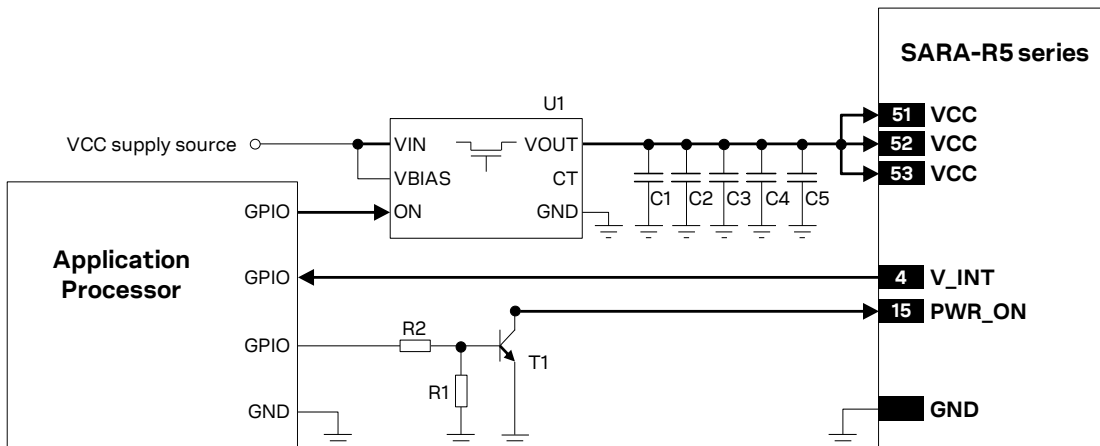 SARA-R5 series
U1
51 VCC
VCC supply source
VIN
VOUT
52 VCC
VBIAS
CT
53 VCC
C1 C2 C3 C4 C5
GPIO
ON
GND
Application
Processor
GPIO
4 V_INT
15 PWR_ON
R2
GPIO
T1
R1
GND
GND